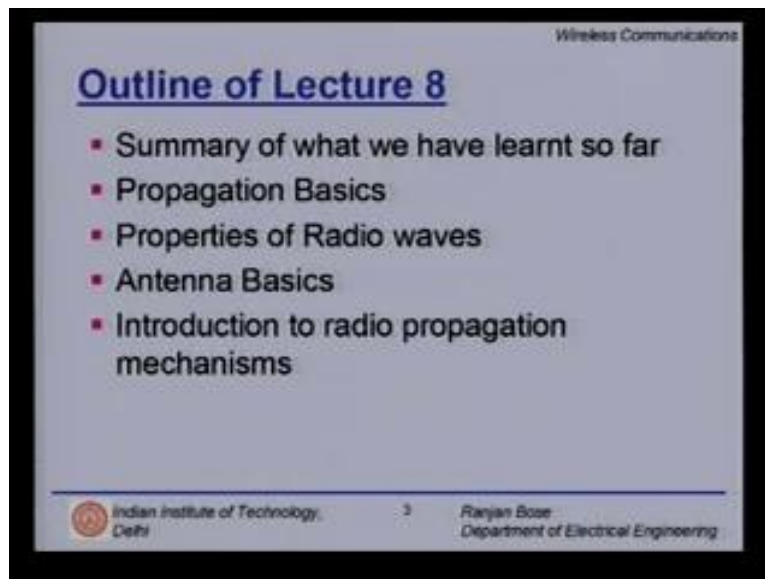 Wireless Communications
Outline of Lecture 8
▪ Summary of what we have learnt so far
▪ Propagation Basics
▪ Properties of Radio waves
▪ Antenna Basics
▪ Introduction to radio propagation
mechanisms
Indian Institute of Technology,
Delhi
3
Ranjan Bose
Department of Electrical Engineering